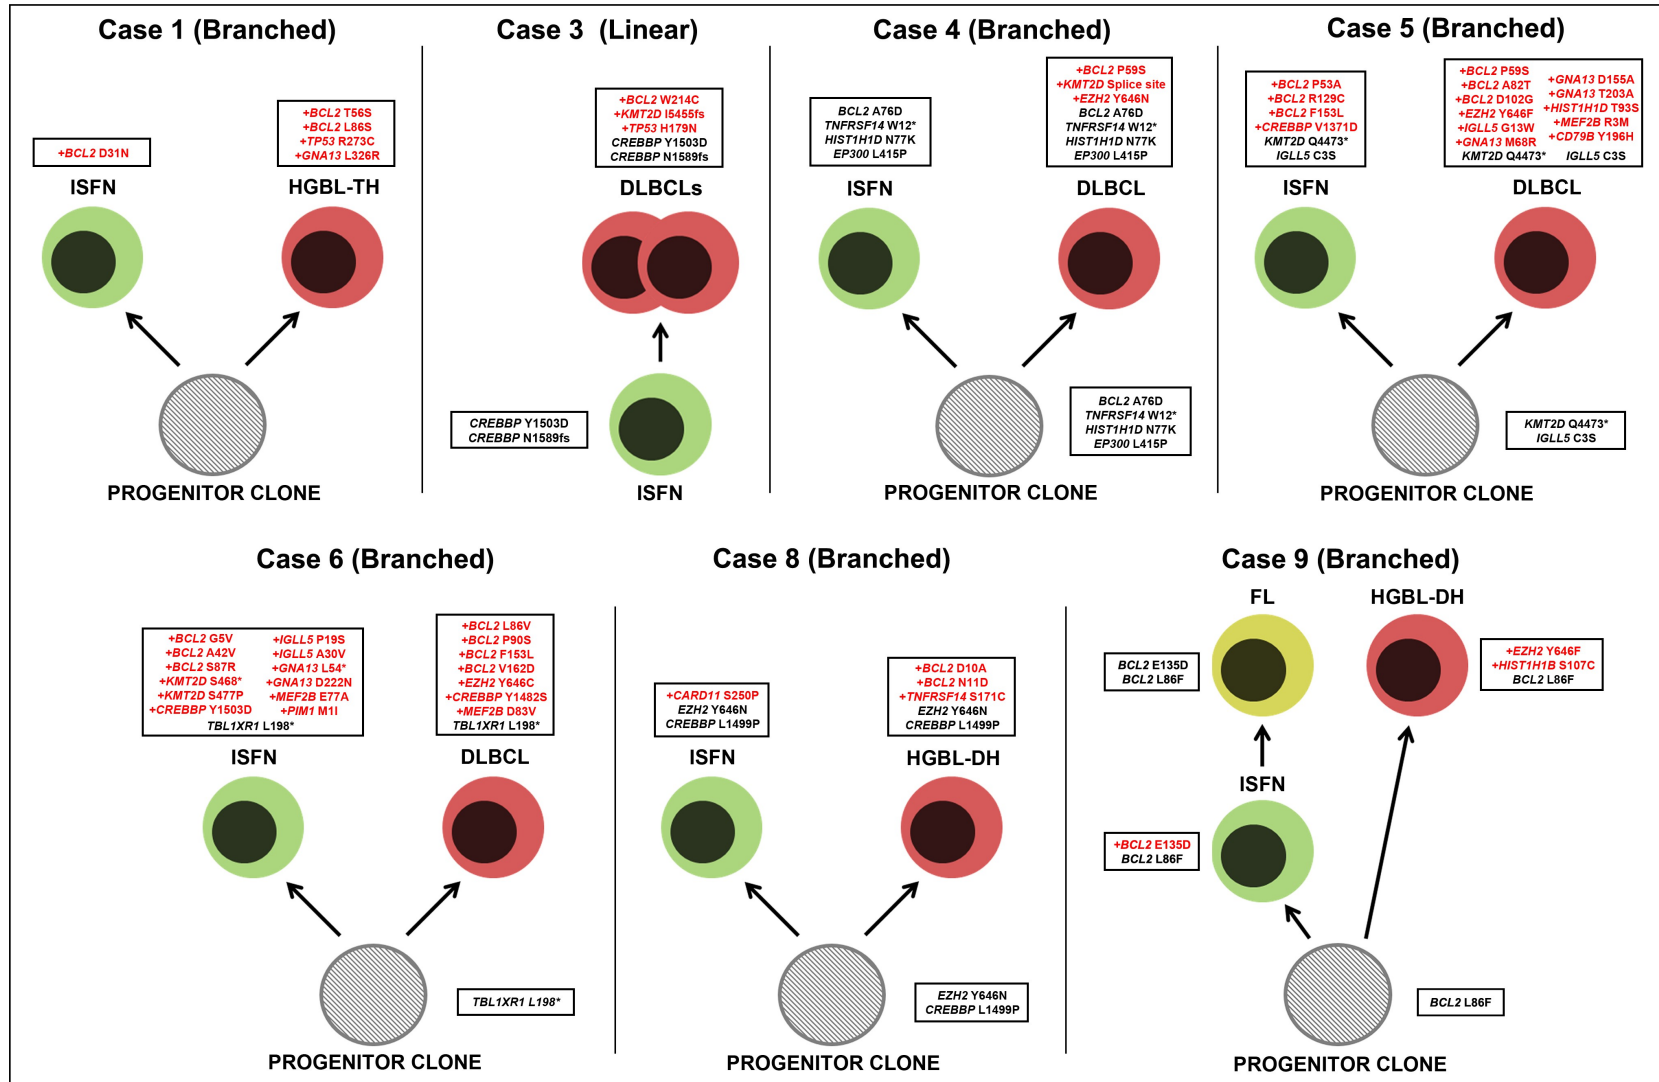 Case 1 (Branched)
+BCL2 D31N
ISFN
+BCL2 T56S
+BCL2 L86S
+TP53 R273C
+GNA13 L326R
HGBL-TH
PROGENITOR CLONE
Case 3 (Linear)
+BCL2 W214C
+KMT2D I5455fs
+TP53 H179N
CREBBP Y1503D
CREBBP N1589fs
DLBCLs
CREBBP Y1503D
CREBBP N1589fs
ISFN
Case 4 (Branched)
BCL2 A76D
TNFRSF14 W12*
HIST1H1D N77K
EP300 L415P
ISFN
+BCL2 P59S
+KMT2D Splice site
+EZH2 Y646N
BCL2 A76D
TNFRSF14 W12*
HIST1H1D N77K
EP300 L415P
DLBCL
BCL2 A76D
TNFRSF14 W12*
HIST1H1D N77K
EP300 L415P
PROGENITOR CLONE
Case 5 (Branched)
+BCL2 P53A
+BCL2 R129C
+BCL2 F153L
+CREBBP V1371D
KMT2D Q4473*
IGLL5 C3S
ISFN
+BCL2 P59S
+BCL2 A82T
+BCL2 D102G
+EZH2 Y646F
+IGLL5 G13W
+GNA13 M68R
+GNA13 D155A
+GNA13 T203A
+HIST1H1D T93S
+MEF2B R3M
+CD79B Y196H
KMT2D Q4473* IGLL5 C3S
DLBCL
KMT2D Q4473*
IGLL5 C3S
PROGENITOR CLONE
Case 6 (Branched)
+BCL2 G5V
+BCL2 A42V
+BCL2 S87R
+KMT2D S468*
+KMT2D S477P
+CREBBP Y1503D
+IGLL5 P19S
+IGLL5 A30V
+GNA13 L54*
+GNA13 D222N
+MEF2B E77A
+PIM1 M1I
TBL1XR1 L198*
ISFN
+BCL2 L86V
+BCL2 P90S
+BCL2 F153L
+BCL2 V162D
+EZH2 Y646C
+CREBBP Y1482S
+MEF2B D83V
TBL1XR1 L198*
DLBCL
TBL1XR1 L198*
PROGENITOR CLONE
Case 8 (Branched)
+CARD11 S250P
EZH2 Y646N
CREBBP L1499P
ISFN
+BCL2 D10A
+BCL2 N11D
+TNFRSF14 S171C
EZH2 Y646N
CREBBP L1499P
HGBL-DH
EZH2 Y646N
CREBBP L1499P
PROGENITOR CLONE
Case 9 (Branched)
FL
BCL2 E135D
BCL2 L86F
HGBL-DH
+EZH2 Y646F
+HIST1H1B S107C
BCL2 L86F
ISFN
+BCL2 E135D
BCL2 L86F
BCL2 L86F
PROGENITOR CLONE